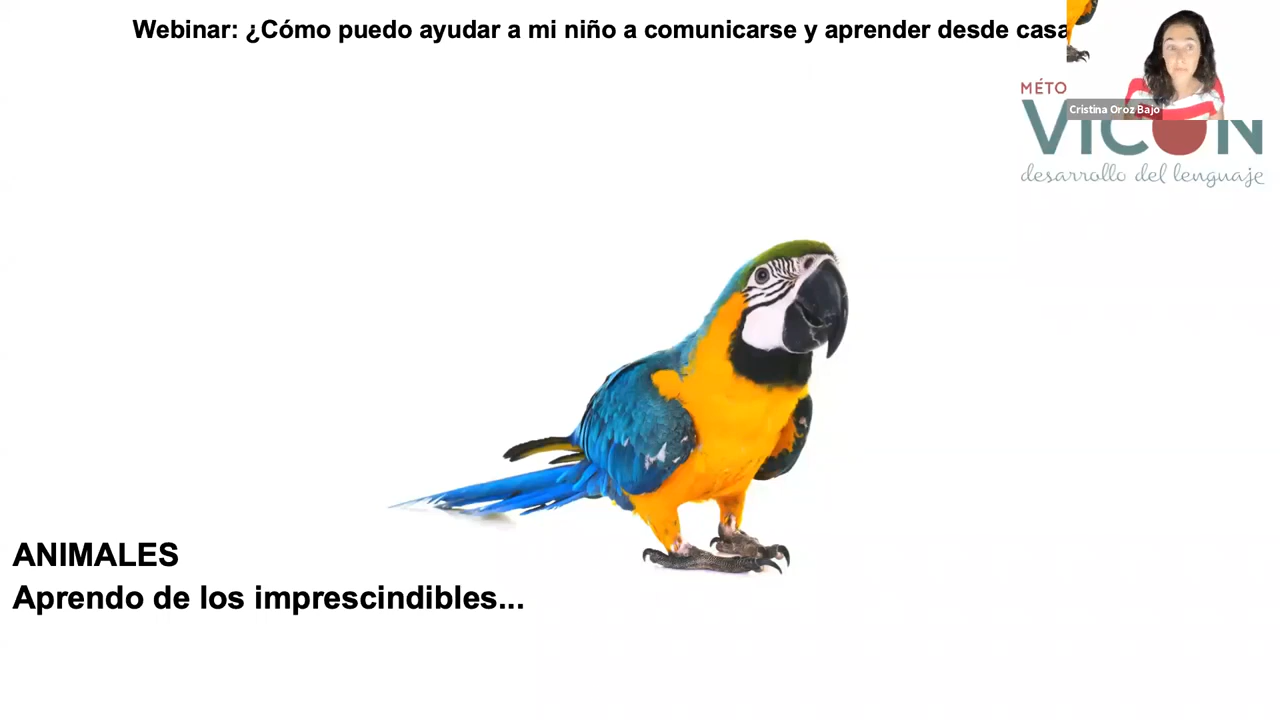 Webinar: ¿Cómo puedo ayudar a mi niño a comunicarse y aprender desde casa
Cristina Oroz Bajo
MÉTO
VICON
desarrollo del lenguaje
ANIMALES
Aprendo de los imprescindibles...